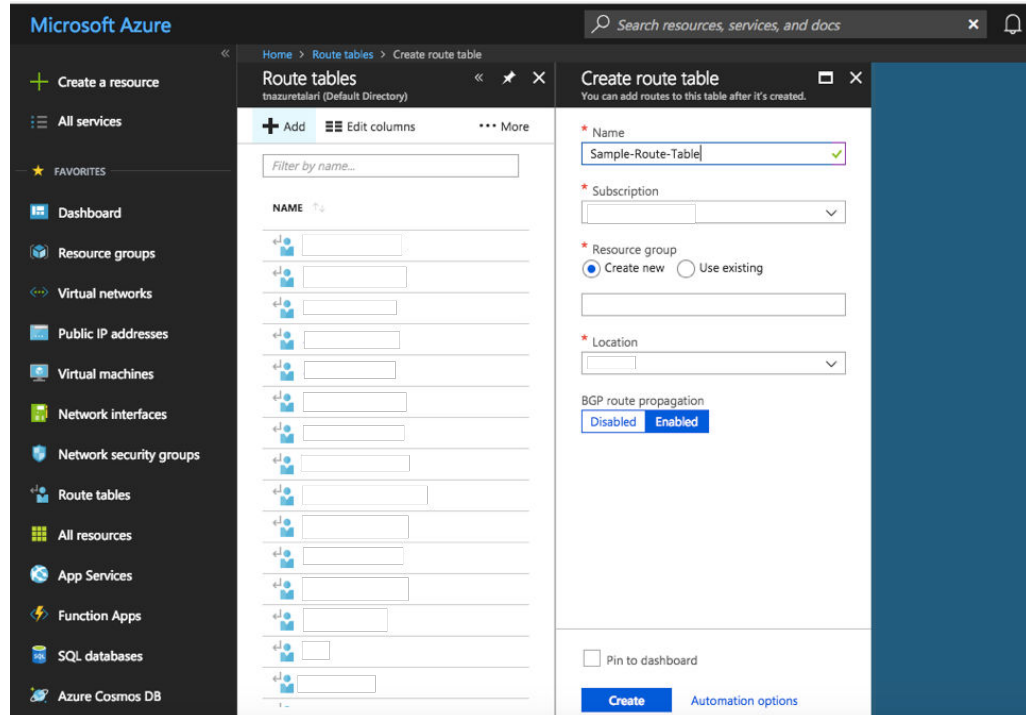 Microsoft Azure
Search resources, services, and docs
Home > Route tables > Create route table
Create a resource
All services
FAVORITES
Dashboard
Resource groups
Virtual networks
Public IP addresses
Virtual machines
Network interfaces
Network security groups
Route tables
All resources
App Services
Function Apps
SQL databases
Azure Cosmos DB
Route tables
tnazuretalari (Default Directory)
Add
Edit columns
••• More
Filter by name...
NAME
Create route table
You can add routes to this table after it's created.
* Name
Sample-Route-Table
* Subscription
* Resource group
Create new Use existing
* Location
BGP route propagation
Disabled Enabled
Pin to dashboard
Create Automation options